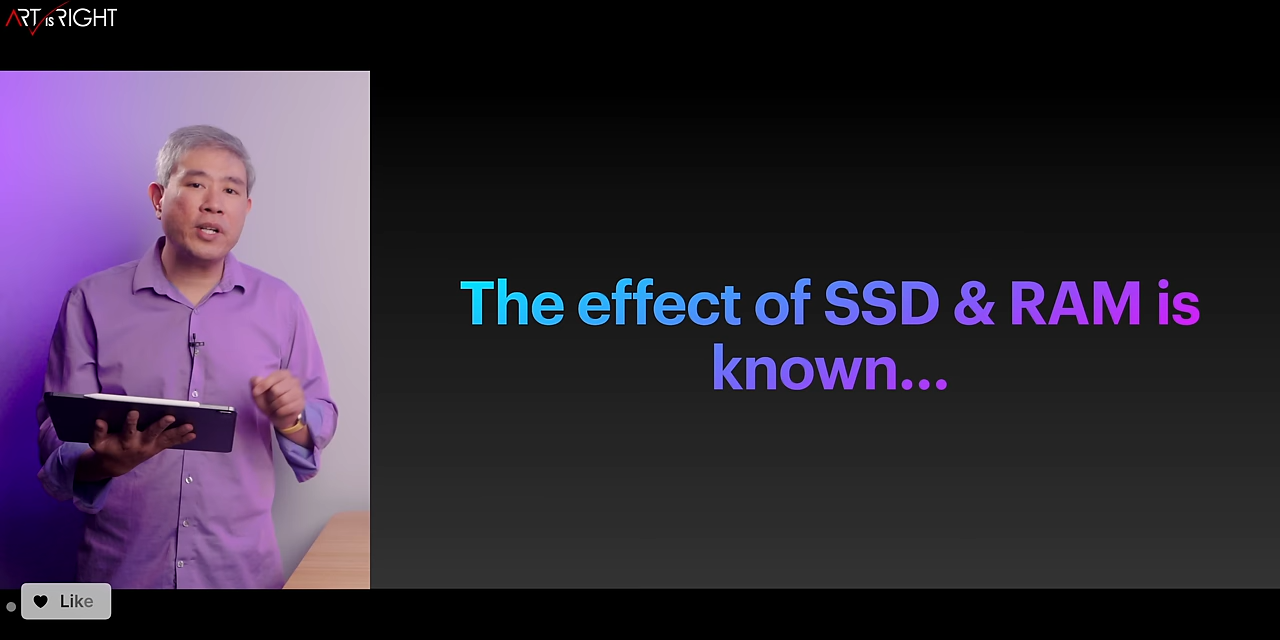 ART IS RIGHT
The effect of SSD & RAM is
known...
Like